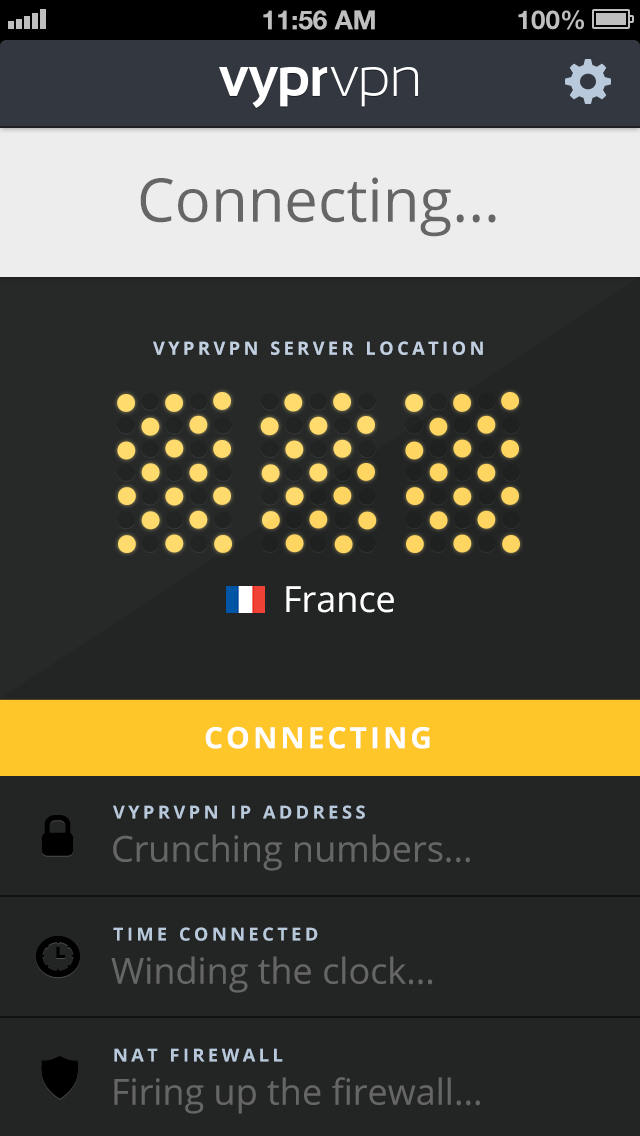 11:56 AM 100%
vyprvpn
Connecting...
VYPRVPN SERVER LOCATION
France
CONNECTING
VYPRVPN IP ADDRESS
Crunching numbers...
TIME CONNECTED
Winding the clock...
NAT FIREWALL
Firing up the firewall...